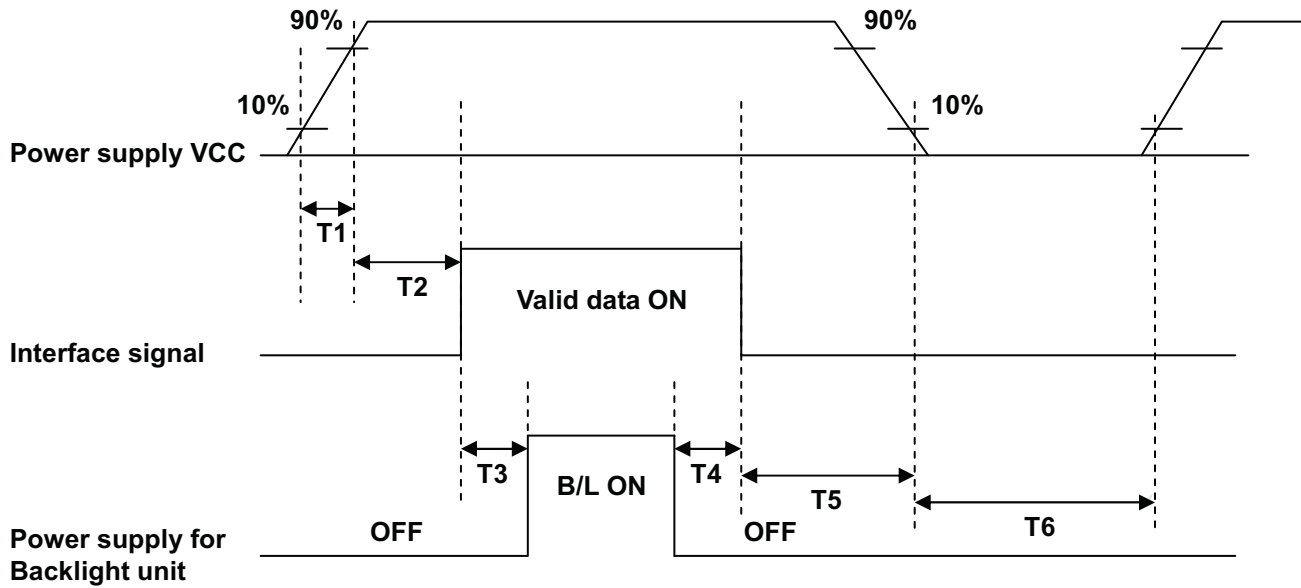 90%
90%
10%
10%
Power supply VCC
T1
T2
Valid data ON
Interface signal
T3
T4
B/L ON
T5
T6
OFF
OFF
Power supply for
Backlight unit